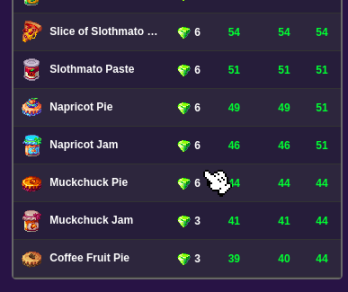 Slice of Slothmato ... 6 54 54 54
Slothmato Paste 6 51 51 51
Napricot Pie 6 49 49 51
Napricot Jam 6 46 46 51
Muckchuck Pie 6 44 44
Muckchuck Jam 3 41 41 44
Coffee Fruit Pie 3 39 40 44